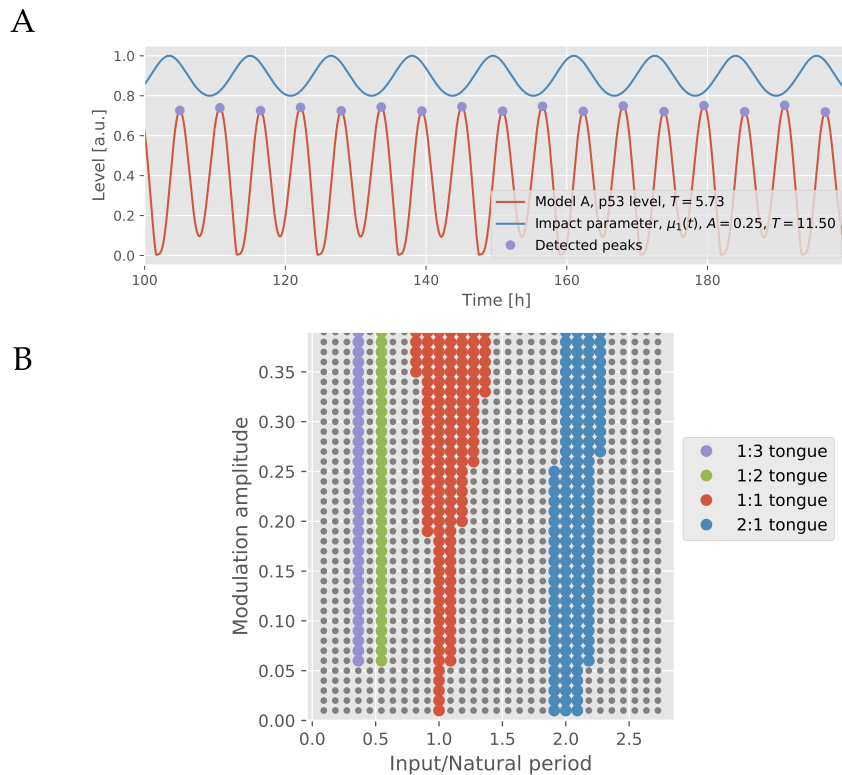 A
1.0
0.8
0.6
0.4
0.2
0.0
Level [a.u.]
Model A, p53 level, T = 5.73
Impact parameter, μ₁(t), A = 0.25, T = 11.50
Detected peaks
100 120 140 160 180
Time [h]
B
0.35
0.30
0.25
0.20
0.15
0.10
0.05
0.00
Modulation amplitude
1:3 tongue
1:2 tongue
1:1 tongue
2:1 tongue
0.0 0.5 1.0 1.5 2.0 2.5
Input/Natural period